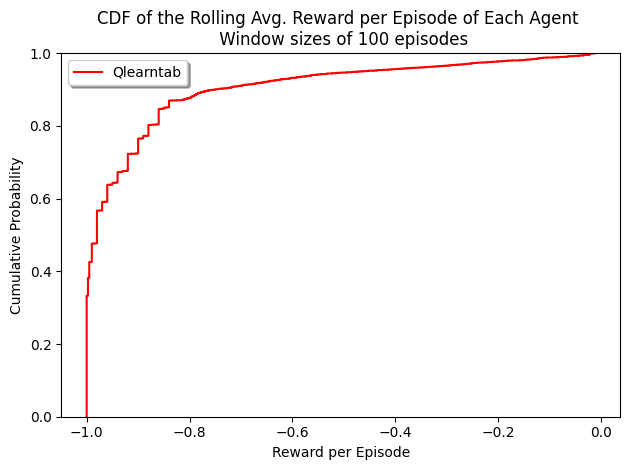 CDF of the Rolling Avg. Reward per Episode of Each Agent
Window sizes of 100 episodes
Qlearntab
Cumulative Probability
1.0
0.8
0.6
0.4
0.2
0.0
−1.0
−0.8
−0.6
−0.4
−0.2
0.0
Reward per Episode